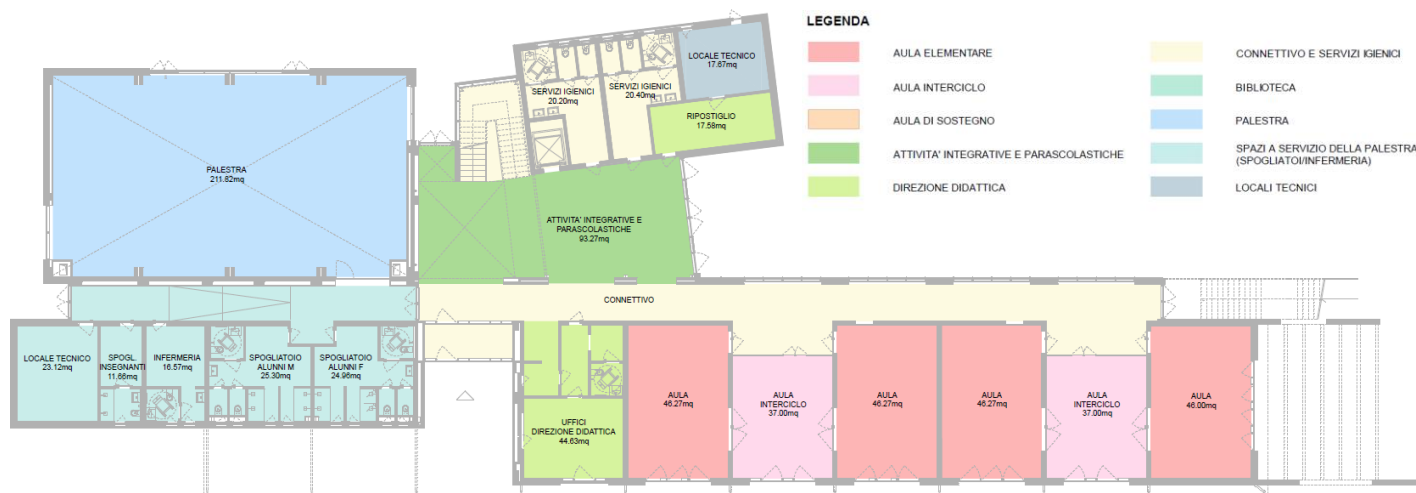 LEGENDA
AULA ELEMENTARE
AULA INTERCICLO
AULA DI SOSTEGNO
ATTIVITA' INTEGRATIVE E PARASCOLASTICHE
DIREZIONE DIDATTICA
CONNETTIVO E SERVIZI IGIENICI
BIBLIOTECA
PALESTRA
SPAZI A SERVIZIO DELLA PALESTRA
(SPOGLIATOI/INFERMERIA)
LOCALI TECNICI
LOCALE TECNICO
17.67mq
SERVIZI IGIENICI
20.20mq
SERVIZI IGIENICI
20.40mq
RIPOSTIGLIO
17.58mq
PALESTRA
211.82mq
ATTIVITA' INTEGRATIVE E
PARASCOLASTICHE
93.27mq
CONNETTIVO
LOCALE TECNICO
23.12mq
SPOGL.
INSEGNANTI
11.66mq
INFERMERIA
16.57mq
SPOGLIATOIO
ALUNNI M
25.30mq
SPOGLIATOIO
ALUNNI F
24.96mq
UFFICI
DIREZIONE DIDATTICA
44.63mq
AULA
46.27mq
AULA
INTERCICLO
37.00mq
AULA
46.27mq
AULA
46.27mq
AULA
INTERCICLO
37.00mq
AULA
46.00mq